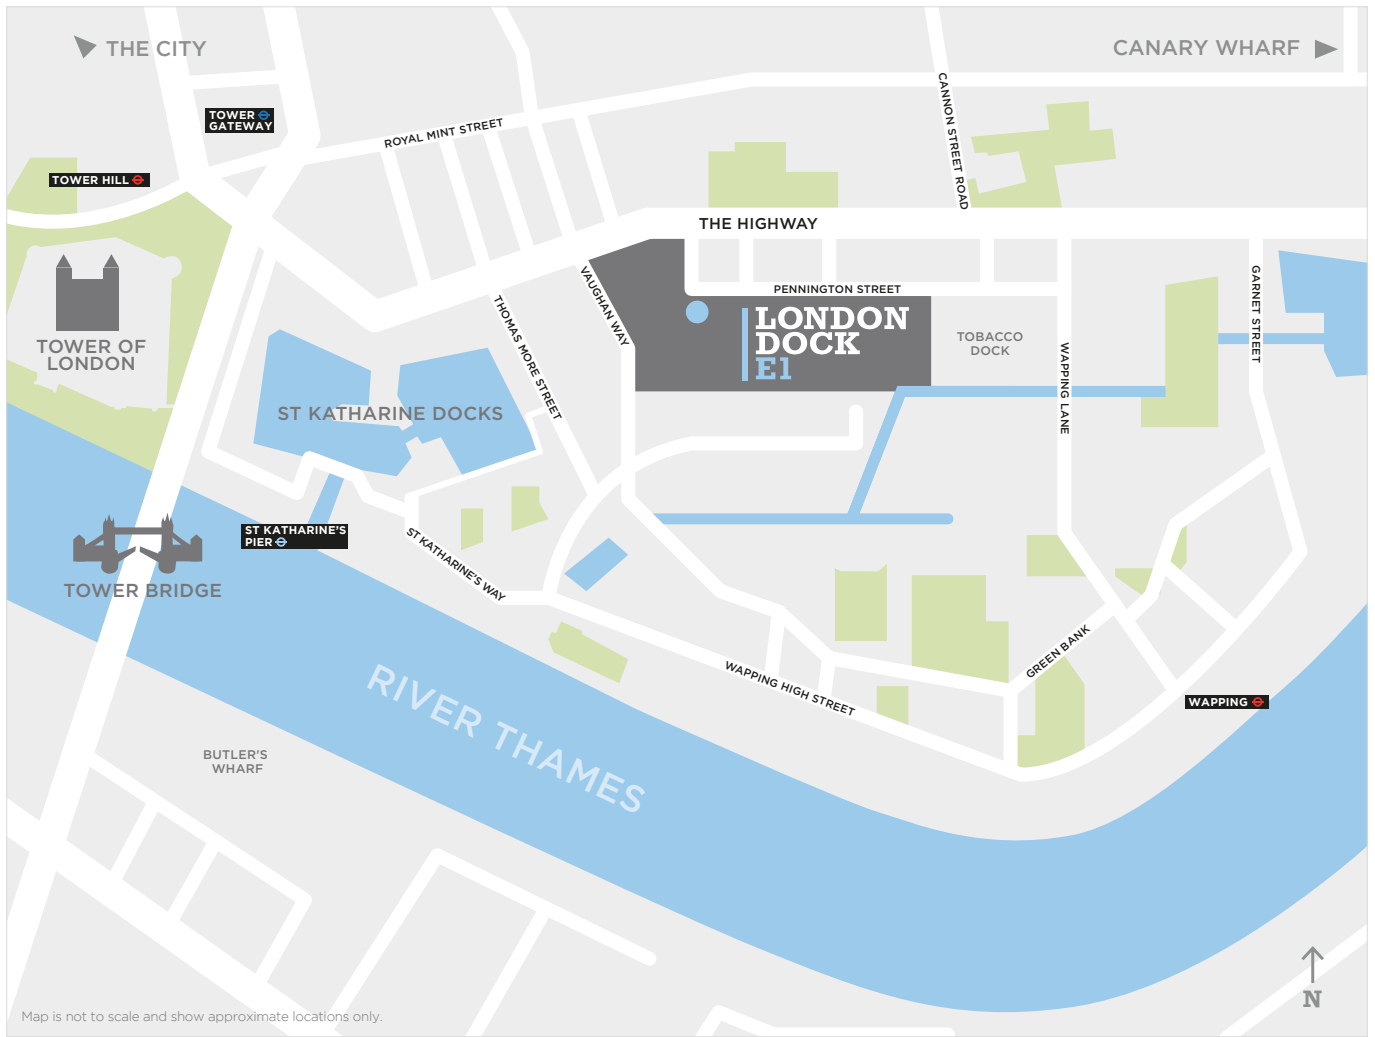 THE CITY
CANARY WHARF
TOWER
GATEWAY
ROYAL MINT STREET
CANNON STREET ROAD
TOWER HILL
THE HIGHWAY
VAUGHAN WAY
PENNINGTON STREET
GARNET STREET
THOMAS MORE STREET
LONDON
DOCK
E1
TOBACCO
DOCK
WAPPING LANE
TOWER OF
LONDON
ST KATHARINE DOCKS
ST KATHARINE'S
PIER
ST KATHARINE'S WAY
TOWER BRIDGE
GREEN BANK
WAPPING HIGH STREET
WAPPING
RIVER THAMES
BUTLER'S
WHARF
N
Map is not to scale and show approximate locations only.